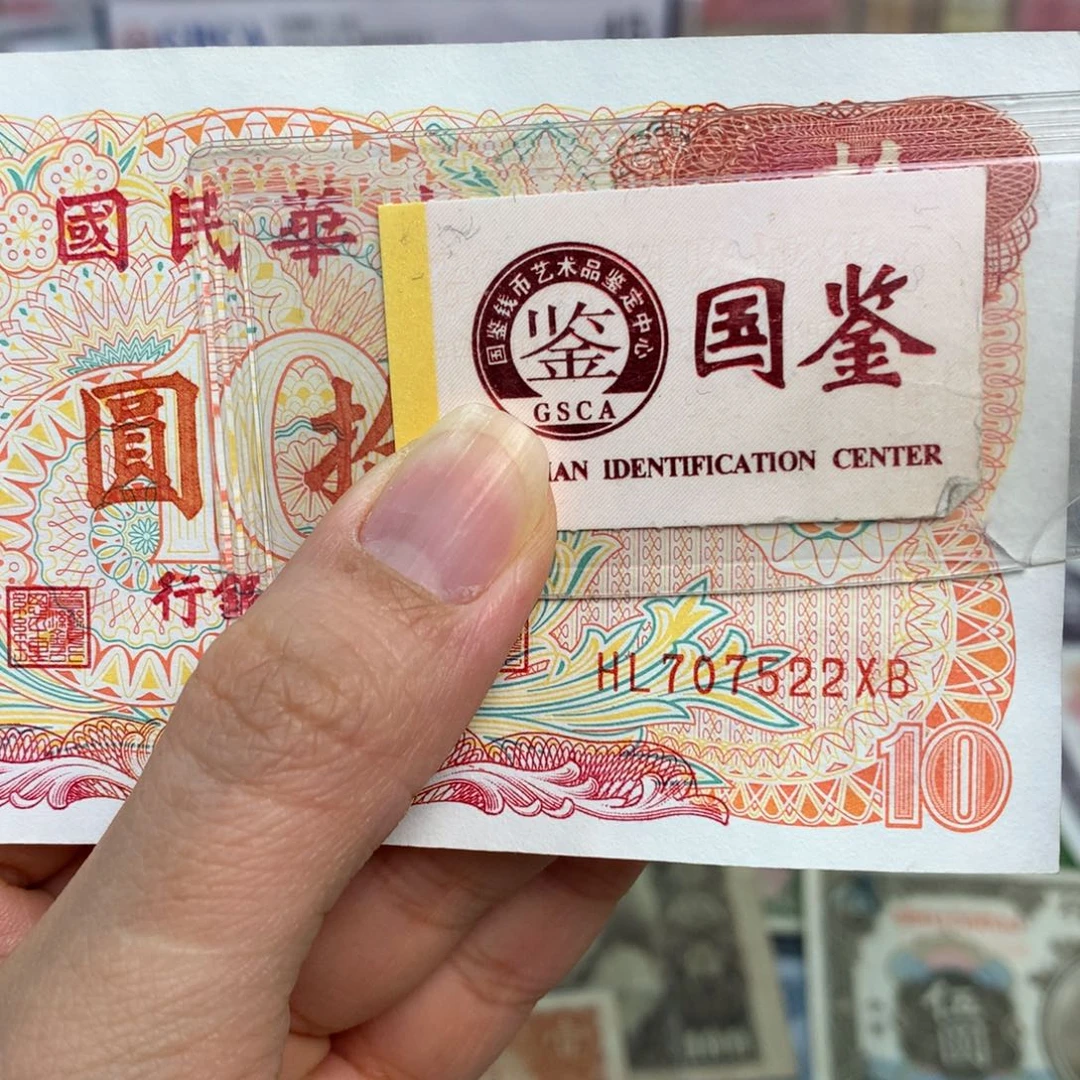 國民華
圓拾
行銀
HL707522XB
10
国鉴钱币艺术品鉴定中心
鉴
GSCA
国鉴
IDENTIFICATION CENTER